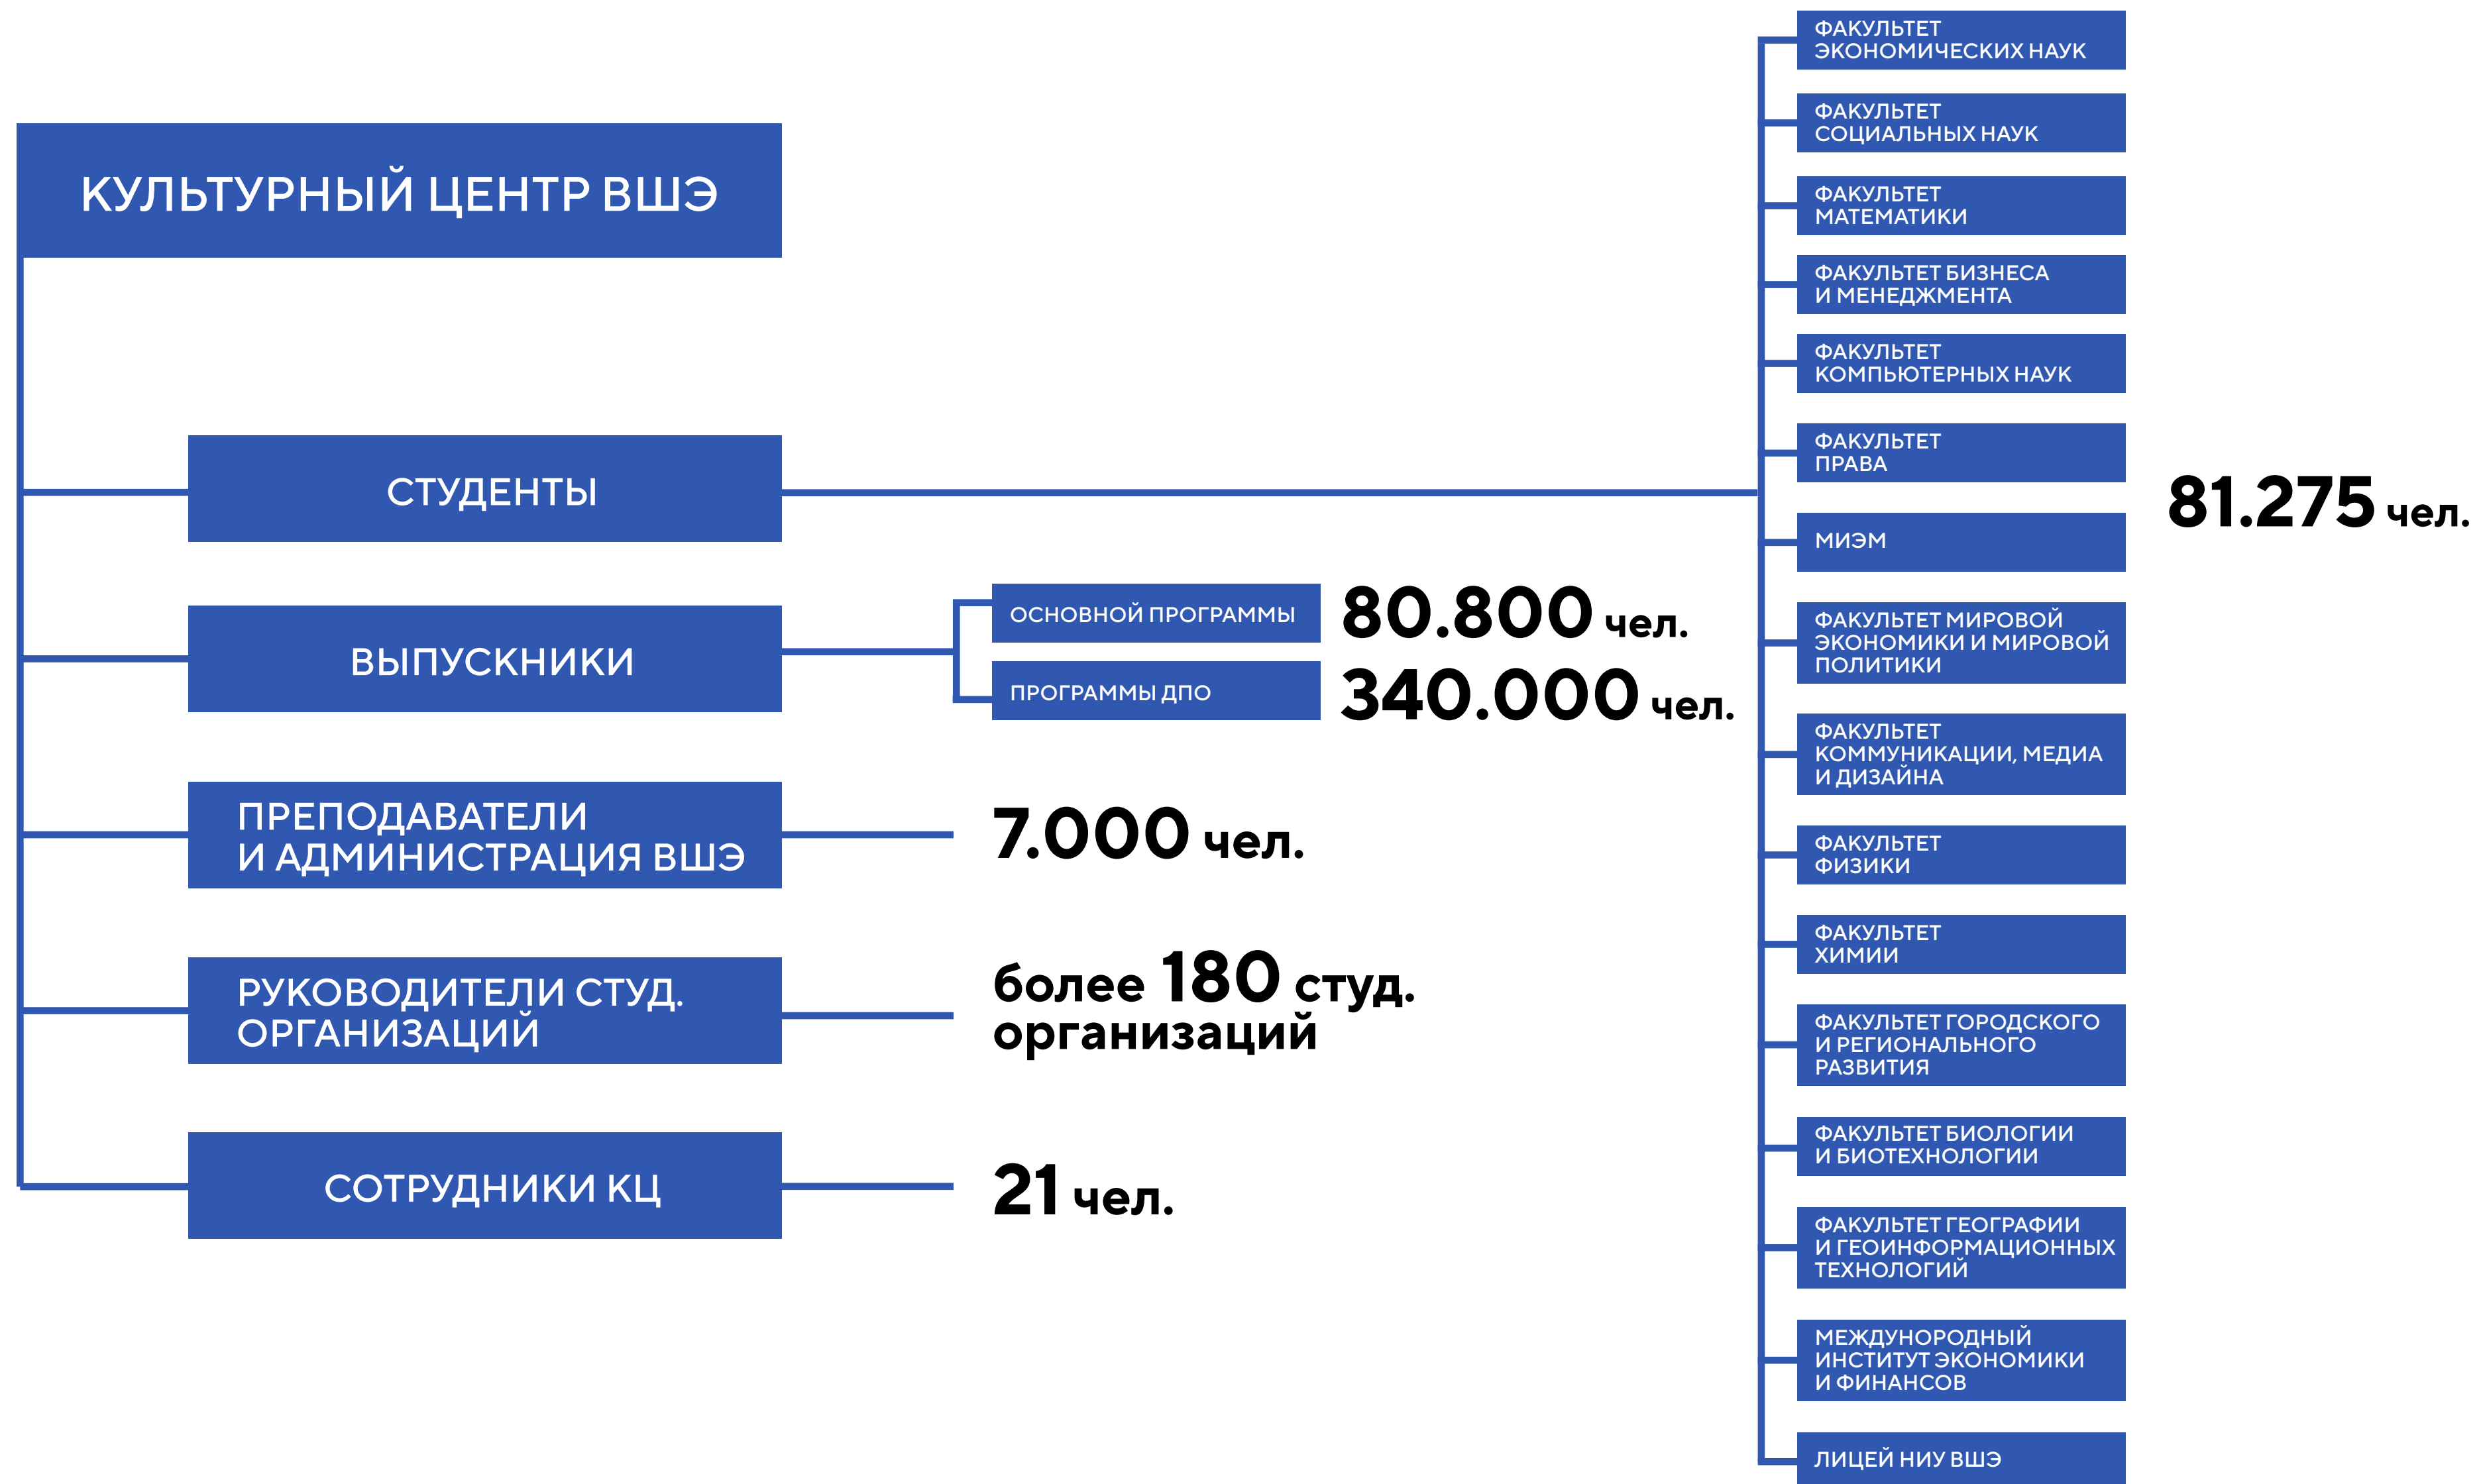 КУЛЬТУРНЫЙ ЦЕНТР ВШЭ
СТУДЕНТЫ
ФАКУЛЬТЕТ
ЭКОНОМИЧЕСКИХ НАУК
ФАКУЛЬТЕТ
СОЦИАЛЬНЫХ НАУК
ФАКУЛЬТЕТ
МАТЕМАТИКИ
ФАКУЛЬТЕТ БИЗНЕСА
И МЕНЕДЖМЕНТА
ФАКУЛЬТЕТ
КОМПЬЮТЕРНЫХ НАУК
ФАКУЛЬТЕТ
ПРАВА
МИЭМ
ФАКУЛЬТЕТ МИРОВОЙ
ЭКОНОМИКИ И МИРОВОЙ
ПОЛИТИКИ
ФАКУЛЬТЕТ
КОММУНИКАЦИИ, МЕДИА
И ДИЗАЙНА
ФАКУЛЬТЕТ
ФИЗИКИ
ФАКУЛЬТЕТ
ХИМИИ
ФАКУЛЬТЕТ ГОРОДСКОГО
И РЕГИОНАЛЬНОГО
РАЗВИТИЯ
ФАКУЛЬТЕТ БИОЛОГИИ
И БИОТЕХНОЛОГИИ
ФАКУЛЬТЕТ ГЕОГРАФИИ
И ГЕОИНФОРМАЦИОННЫХ
ТЕХНОЛОГИЙ
МЕЖДУНОРОДНЫЙ
ИНСТИТУТ ЭКОНОМИКИ
И ФИНАНСОВ
ЛИЦЕЙ НИУ ВШЭ
81.275 чел.
ВЫПУСКНИКИ
ОСНОВНОЙ ПРОГРАММЫ
80.800 чел.
ПРОГРАММЫ ДПО
340.000 чел.
ПРЕПОДАВАТЕЛИ
И АДМИНИСТРАЦИЯ ВШЭ
7.000 чел.
РУКОВОДИТЕЛИ СТУД.
ОРГАНИЗАЦИЙ
более 180 студ.
организаций
СОТРУДНИКИ КЦ
21 чел.